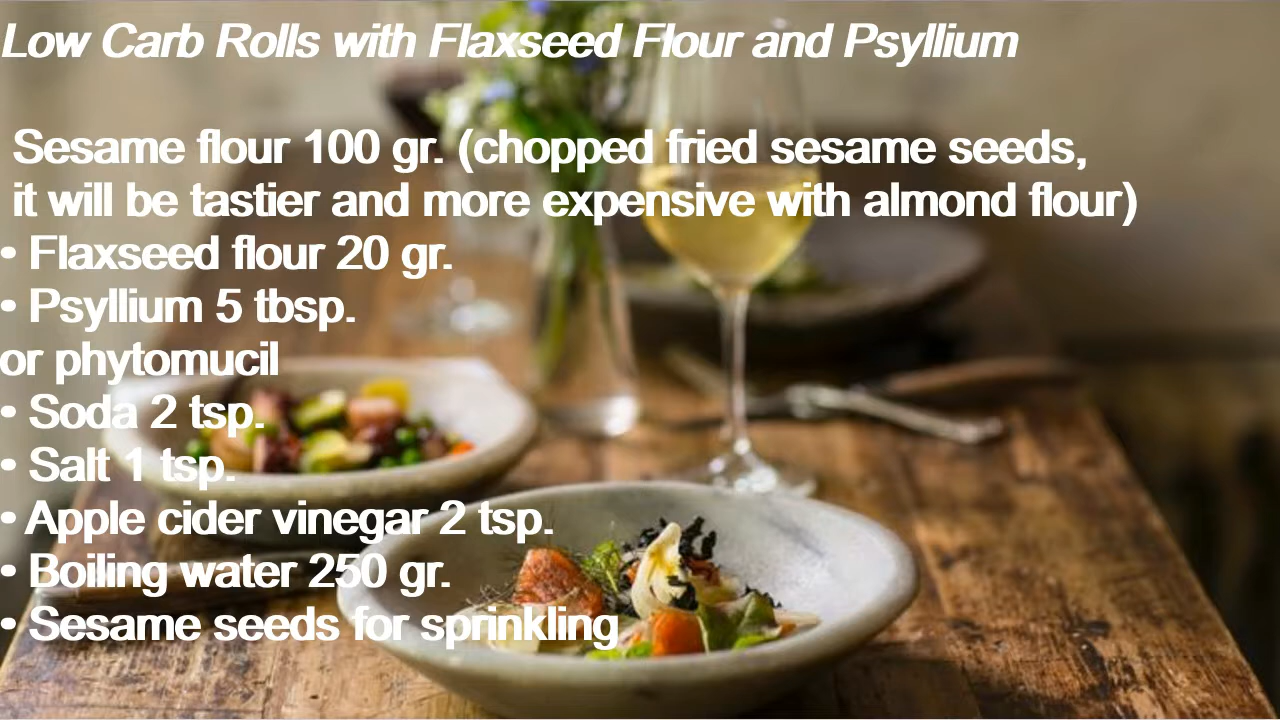 Low Carb Rolls with Flaxseed Flour and Psyllium
Sesame flour 100 gr. (chopped fried sesame seeds,
it will be tastier and more expensive with almond flour)
• Flaxseed flour 20 gr.
• Psyllium 5 tbsp.
or phytomucil
• Soda 2 tsp.
• Salt 1 tsp.
• Apple cider vinegar 2 tsp.
• Boiling water 250 gr.
• Sesame seeds for sprinkling